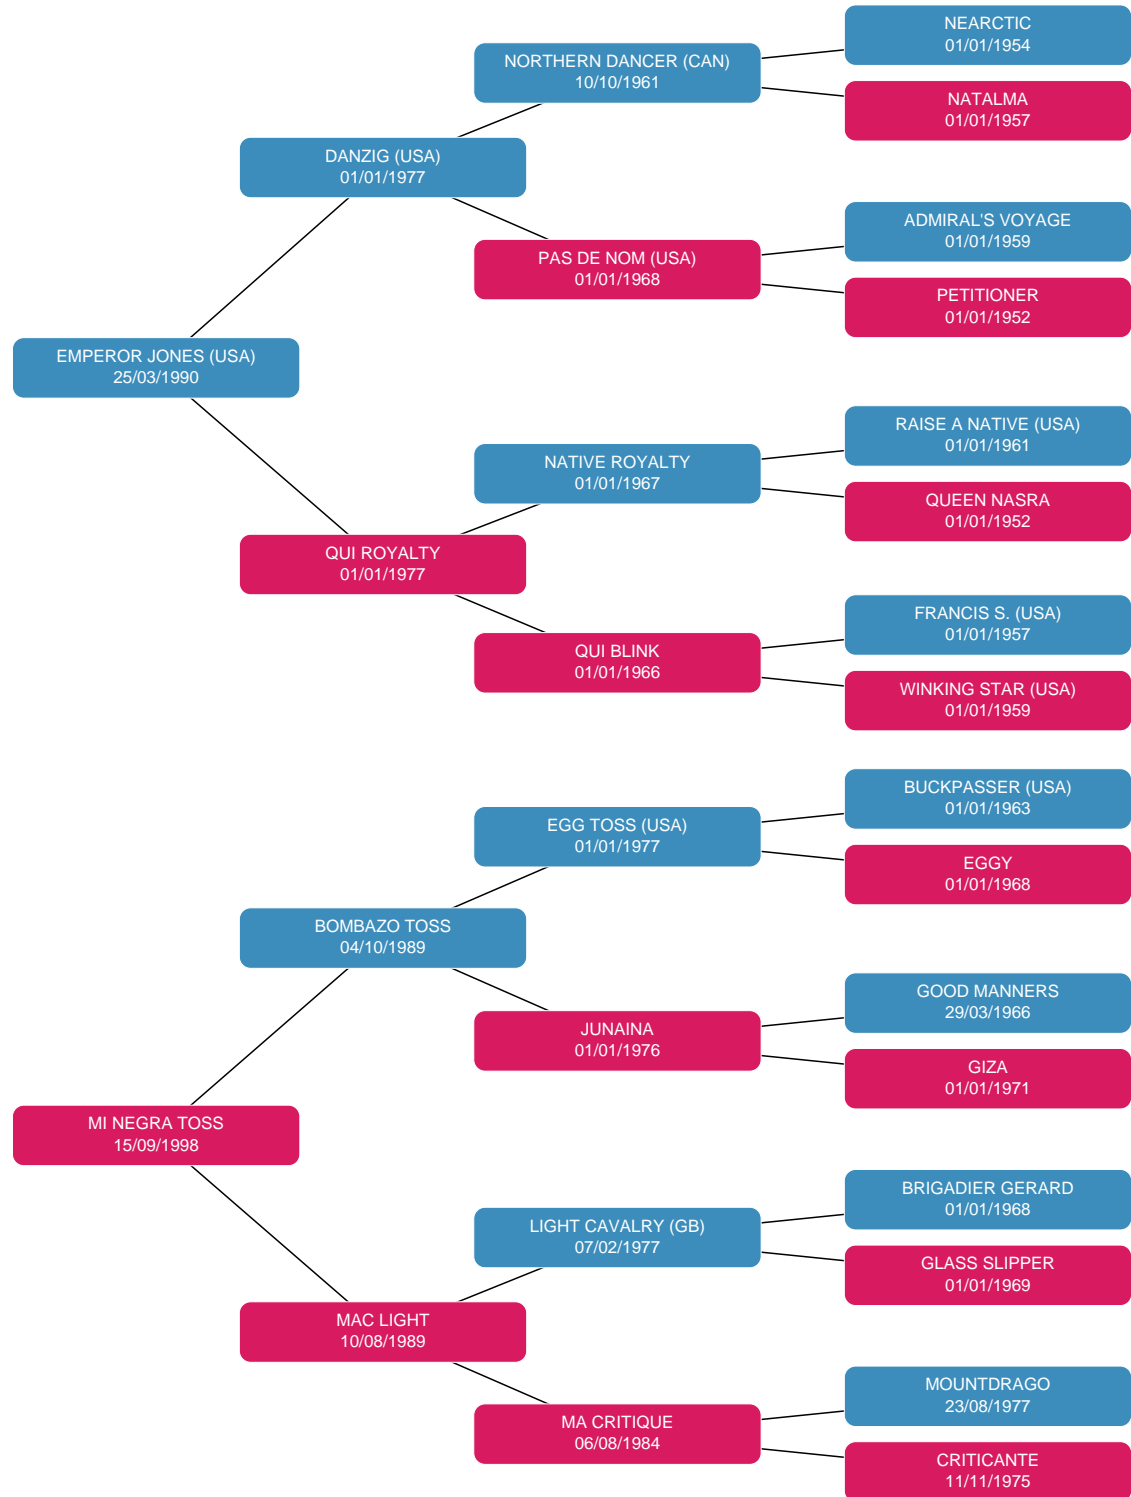 NEARCTIC
01/01/1954
NORTHERN DANCER (CAN)
10/10/1961
NATALMA
01/01/1957
DANZIG (USA)
01/01/1977
ADMIRAL'S VOYAGE
01/01/1959
PAS DE NOM (USA)
01/01/1968
PETITIONER
01/01/1952
EMPEROR JONES (USA)
25/03/1990
RAISE A NATIVE (USA)
01/01/1961
NATIVE ROYALTY
01/01/1967
QUEEN NASRA
01/01/1952
QUI ROYALTY
01/01/1977
FRANCIS S. (USA)
01/01/1957
QUI BLINK
01/01/1966
WINKING STAR (USA)
01/01/1959
BUCKPASSER (USA)
01/01/1963
EGG TOSS (USA)
01/01/1977
EGGY
01/01/1968
BOMBAZO TOSS
04/10/1989
GOOD MANNERS
29/03/1966
JUNAINA
01/01/1976
GIZA
01/01/1971
MI NEGRA TOSS
15/09/1998
BRIGADIER GERARD
01/01/1968
LIGHT CAVALRY (GB)
07/02/1977
GLASS SLIPPER
01/01/1969
MAC LIGHT
10/08/1989
MOUNTDRAGO
23/08/1977
MA CRITIQUE
06/08/1984
CRITICANTE
11/11/1975